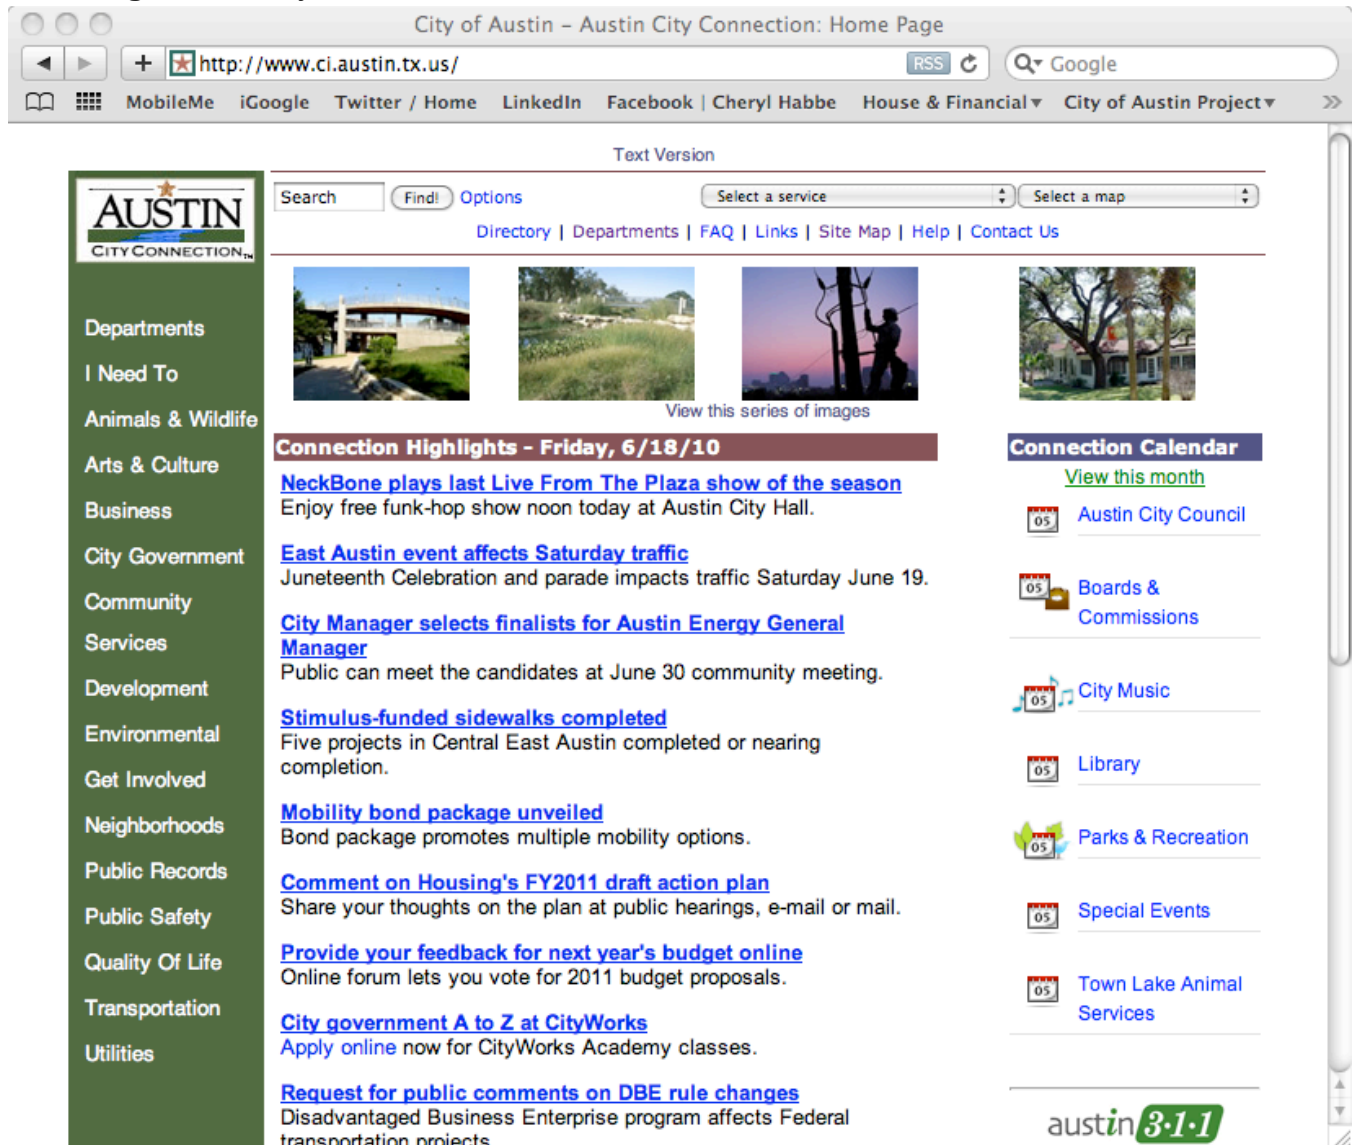 City of Austin – Austin City Connection: Home Page
http://www.ci.austin.tx.us/
RSS
Google
MobileMe iGoogle Twitter / Home LinkedIn Facebook | Cheryl Habbe House & Financial City of Austin Project
Text Version
AUSTIN
CITY CONNECTION
Search Find! Options Select a service Select a map
Directory | Departments | FAQ | Links | Site Map | Help | Contact Us
Departments
I Need To
Animals & Wildlife
Arts & Culture
Business
City Government
Community
Services
Development
Environmental
Get Involved
Neighborhoods
Public Records
Public Safety
Quality Of Life
Transportation
Utilities
View this series of images
Connection Highlights - Friday, 6/18/10
NeckBone plays last Live From The Plaza show of the season
Enjoy free funk-hop show noon today at Austin City Hall.
East Austin event affects Saturday traffic
Juneteenth Celebration and parade impacts traffic Saturday June 19.
City Manager selects finalists for Austin Energy General
Manager
Public can meet the candidates at June 30 community meeting.
Stimulus-funded sidewalks completed
Five projects in Central East Austin completed or nearing
completion.
Mobility bond package unveiled
Bond package promotes multiple mobility options.
Comment on Housing's FY2011 draft action plan
Share your thoughts on the plan at public hearings, e-mail or mail.
Provide your feedback for next year's budget online
Online forum lets you vote for 2011 budget proposals.
City government A to Z at CityWorks
Apply online now for CityWorks Academy classes.
Request for public comments on DBE rule changes
Disadvantaged Business Enterprise program affects Federal
transportation projects
Connection Calendar
View this month
05 Austin City Council
05 Boards &
Commissions
05 City Music
05 Library
05 Parks & Recreation
05 Special Events
05 Town Lake Animal
Services
austin 3·1·1